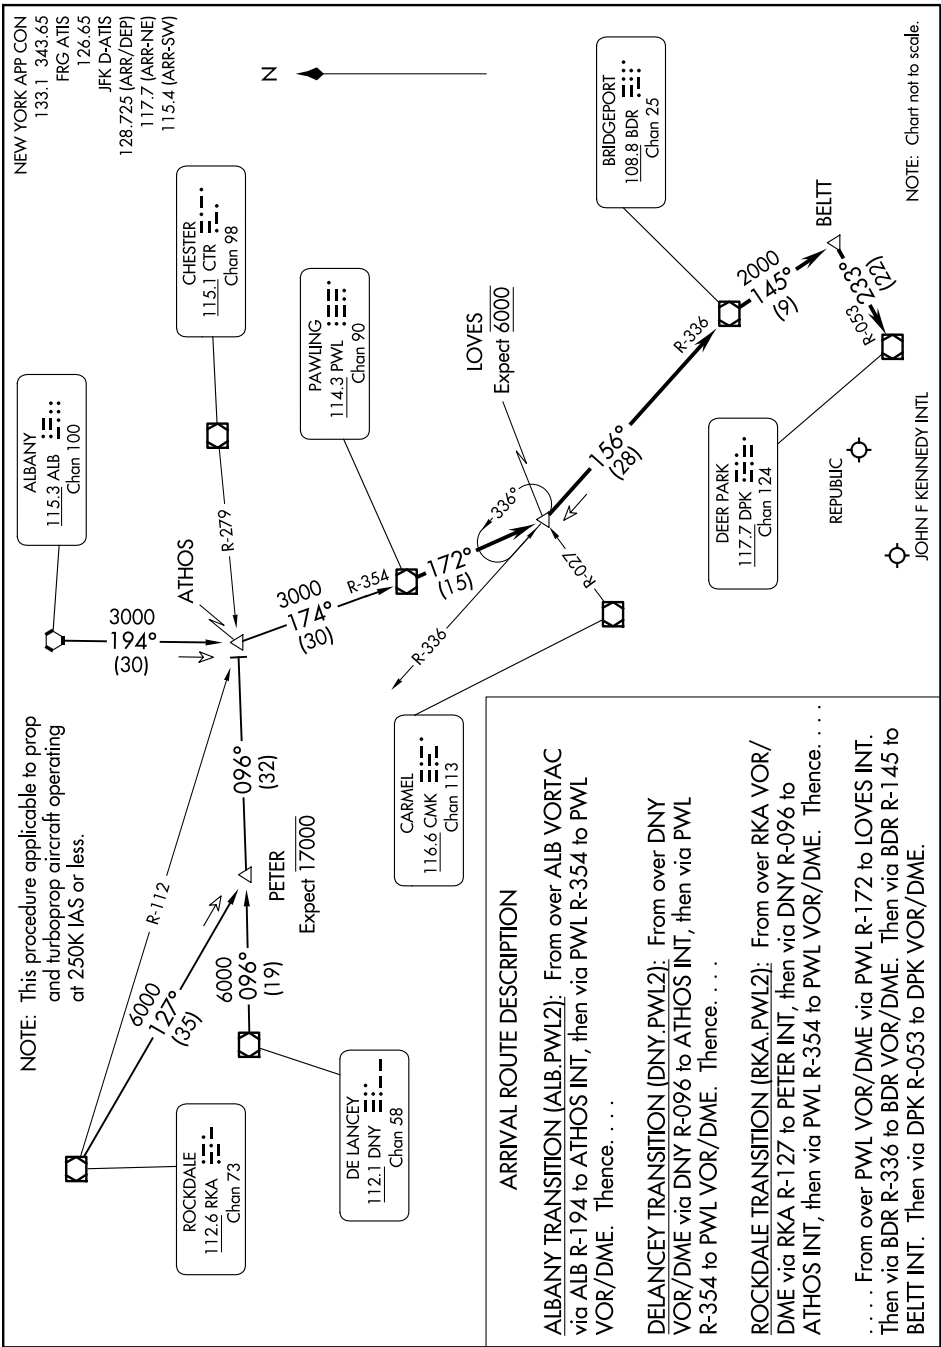 NEW YORK APP CON
133.1 343.65
FRG ATIS
126.65
JFK D-ATIS
128.725 (ARR/DEP)
117.7 (ARR-NE)
115.4 (ARR-SW)
N
NOTE: This procedure applicable to prop
and turboprop aircraft operating
at 250K IAS or less.
ALBANY
115.3 ALB
Chan 100
CHESTER
115.1 CTR
Chan 98
ROCKDALE
112.6 RKA
Chan 73
DE LANCEY
112.1 DNY
Chan 58
PAWLING
114.3 PWL
Chan 90
CARMEL
116.6 CMK
Chan 113
BRIDGEPORT
108.8 BDR
Chan 25
DEER PARK
117.7 DPK
Chan 124
3000
194°
(30)
ATHOS
R-279
R-112
6000
127°
(35)
6000
096°
(19)
PETER
Expect 17000
096°
(32)
3000
174°
(30)
R-354
172°
(15)
LOVES
Expect 6000
336°
R-336
R-027
156°
(28)
R-336
2000
145°
(9)
BELTT
233°
(22)
R-053
REPUBLIC
JOHN F KENNEDY INTL
NOTE: Chart not to scale.
ARRIVAL ROUTE DESCRIPTION
ALBANY TRANSITION (ALB.PWL2): From over ALB VORTAC
via ALB R-194 to ATHOS INT, then via PWL R-354 to PWL
VOR/DME. Thence. . . .
DELANCEY TRANSITION (DNY.PWL2): From over DNY
VOR/DME via DNY R-096 to ATHOS INT, then via PWL
R-354 to PWL VOR/DME. Thence. . . .
ROCKDALE TRANSITION (RKA.PWL2): From over RKA VOR/
DME via RKA R-127 to PETER INT, then via DNY R-096 to
ATHOS INT, then via PWL R-354 to PWL VOR/DME. Thence. . . .
. . . . From over PWL VOR/DME via PWL R-172 to LOVES INT.
Then via BDR R-336 to BDR VOR/DME. Then via BDR R-145 to
BELTT INT. Then via DPK R-053 to DPK VOR/DME.